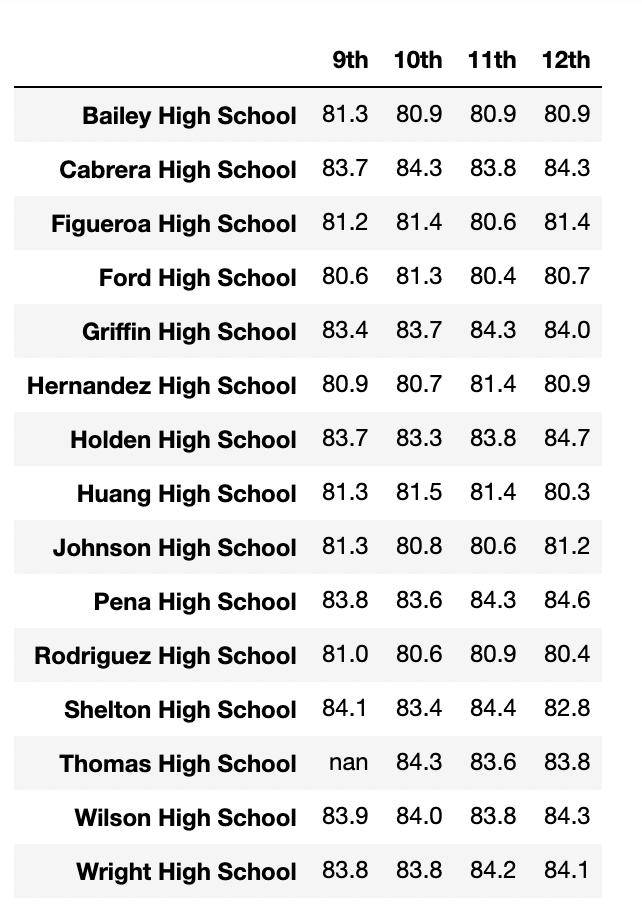 9th 10th 11th 12th
Bailey High School 81.3 80.9 80.9 80.9
Cabrera High School 83.7 84.3 83.8 84.3
Figueroa High School 81.2 81.4 80.6 81.4
Ford High School 80.6 81.3 80.4 80.7
Griffin High School 83.4 83.7 84.3 84.0
Hernandez High School 80.9 80.7 81.4 80.9
Holden High School 83.7 83.3 83.8 84.7
Huang High School 81.3 81.5 81.4 80.3
Johnson High School 81.3 80.8 80.6 81.2
Pena High School 83.8 83.6 84.3 84.6
Rodriguez High School 81.0 80.6 80.9 80.4
Shelton High School 84.1 83.4 84.4 82.8
Thomas High School nan 84.3 83.6 83.8
Wilson High School 83.9 84.0 83.8 84.3
Wright High School 83.8 83.8 84.2 84.1